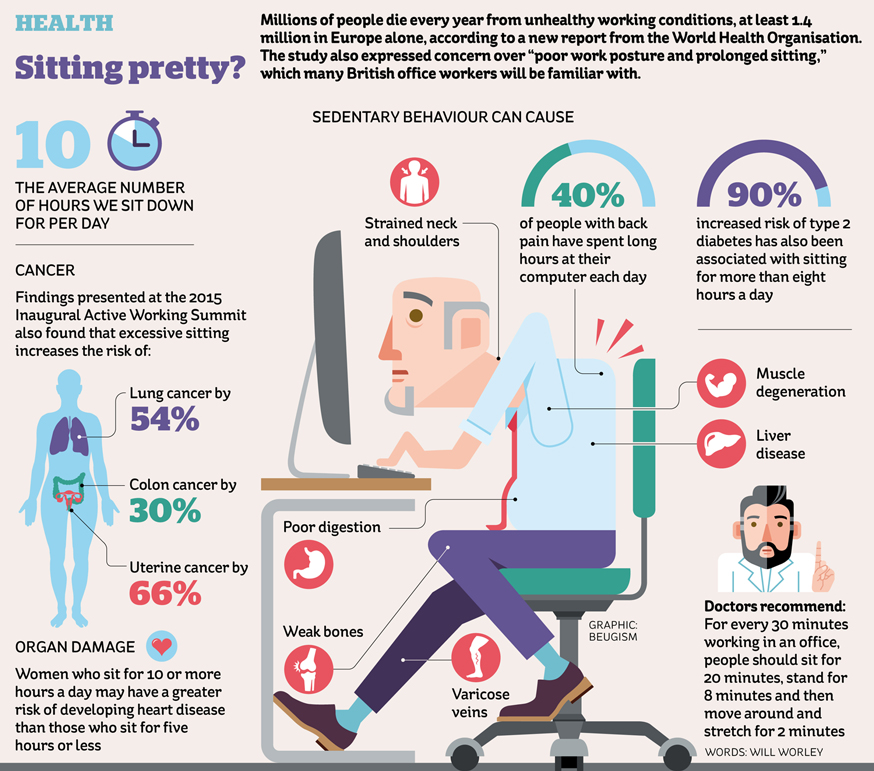 HEALTH
Sitting pretty?
Millions of people die every year from unhealthy working conditions, at least 1.4
million in Europe alone, according to a new report from the World Health Organisation.
The study also expressed concern over “poor work posture and prolonged sitting,”
which many British office workers will be familiar with.
10
THE AVERAGE NUMBER
OF HOURS WE SIT DOWN
FOR PER DAY
CANCER
Findings presented at the 2015
Inaugural Active Working Summit
also found that excessive sitting
increases the risk of:
Lung cancer by
54%
Colon cancer by
30%
Uterine cancer by
66%
ORGAN DAMAGE
Women who sit for 10 or more
hours a day may have a greater
risk of developing heart disease
than those who sit for five
hours or less
SEDENTARY BEHAVIOUR CAN CAUSE
Strained neck
and shoulders
40%
of people with back
pain have spent long
hours at their
computer each day
90%
increased risk of type 2
diabetes has also been
associated with sitting
for more than eight
hours a day
Muscle
degeneration
Liver
disease
Poor digestion
Weak bones
Varicose
veins
GRAPHIC:
BEUGISM
Doctors recommend:
For every 30 minutes
working in an office,
people should sit for
20 minutes, stand for
8 minutes and then
move around and
stretch for 2 minutes
WORDS: WILL WORLEY